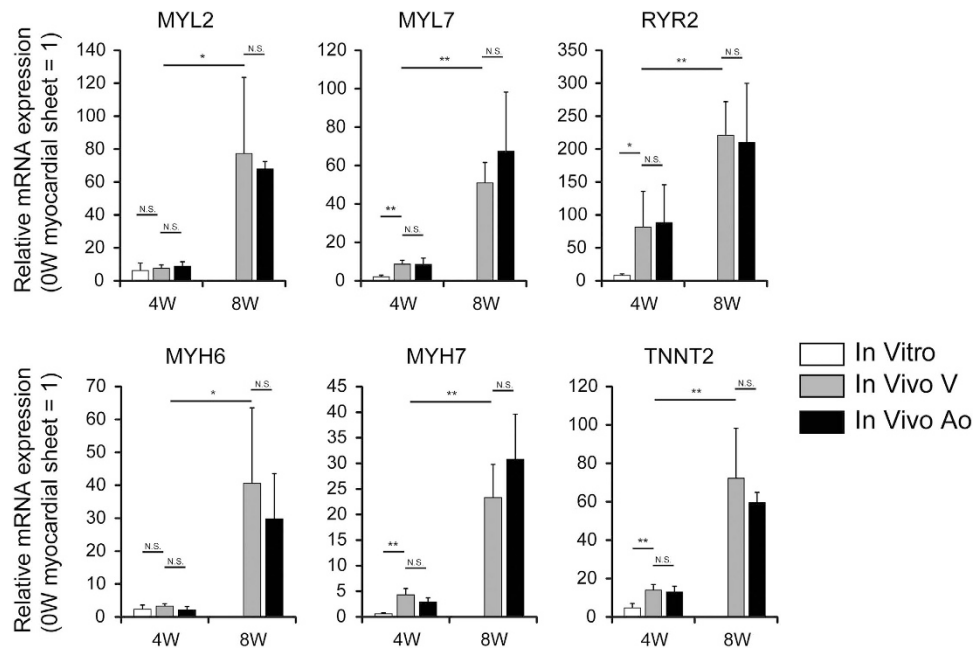 MYL2
MYL7
RYR2
Relative mRNA expression
(0W myocardial sheet = 1)
140
120
100
80
60
40
20
0
N.S.
N.S.
*
N.S.
4W
8W
120
100
80
60
40
20
0
**
N.S.
**
N.S.
4W
8W
350
300
250
200
150
100
50
0
*
N.S.
**
N.S.
4W
8W
MYH6
MYH7
TNNT2
Relative mRNA expression
(0W myocardial sheet = 1)
70
60
50
40
30
20
10
0
N.S.
N.S.
*
N.S.
4W
8W
45
40
35
30
25
20
15
10
5
0
**
N.S.
**
N.S.
4W
8W
120
100
80
60
40
20
0
**
N.S.
**
N.S.
4W
8W
In Vitro
In Vivo V
In Vivo Ao